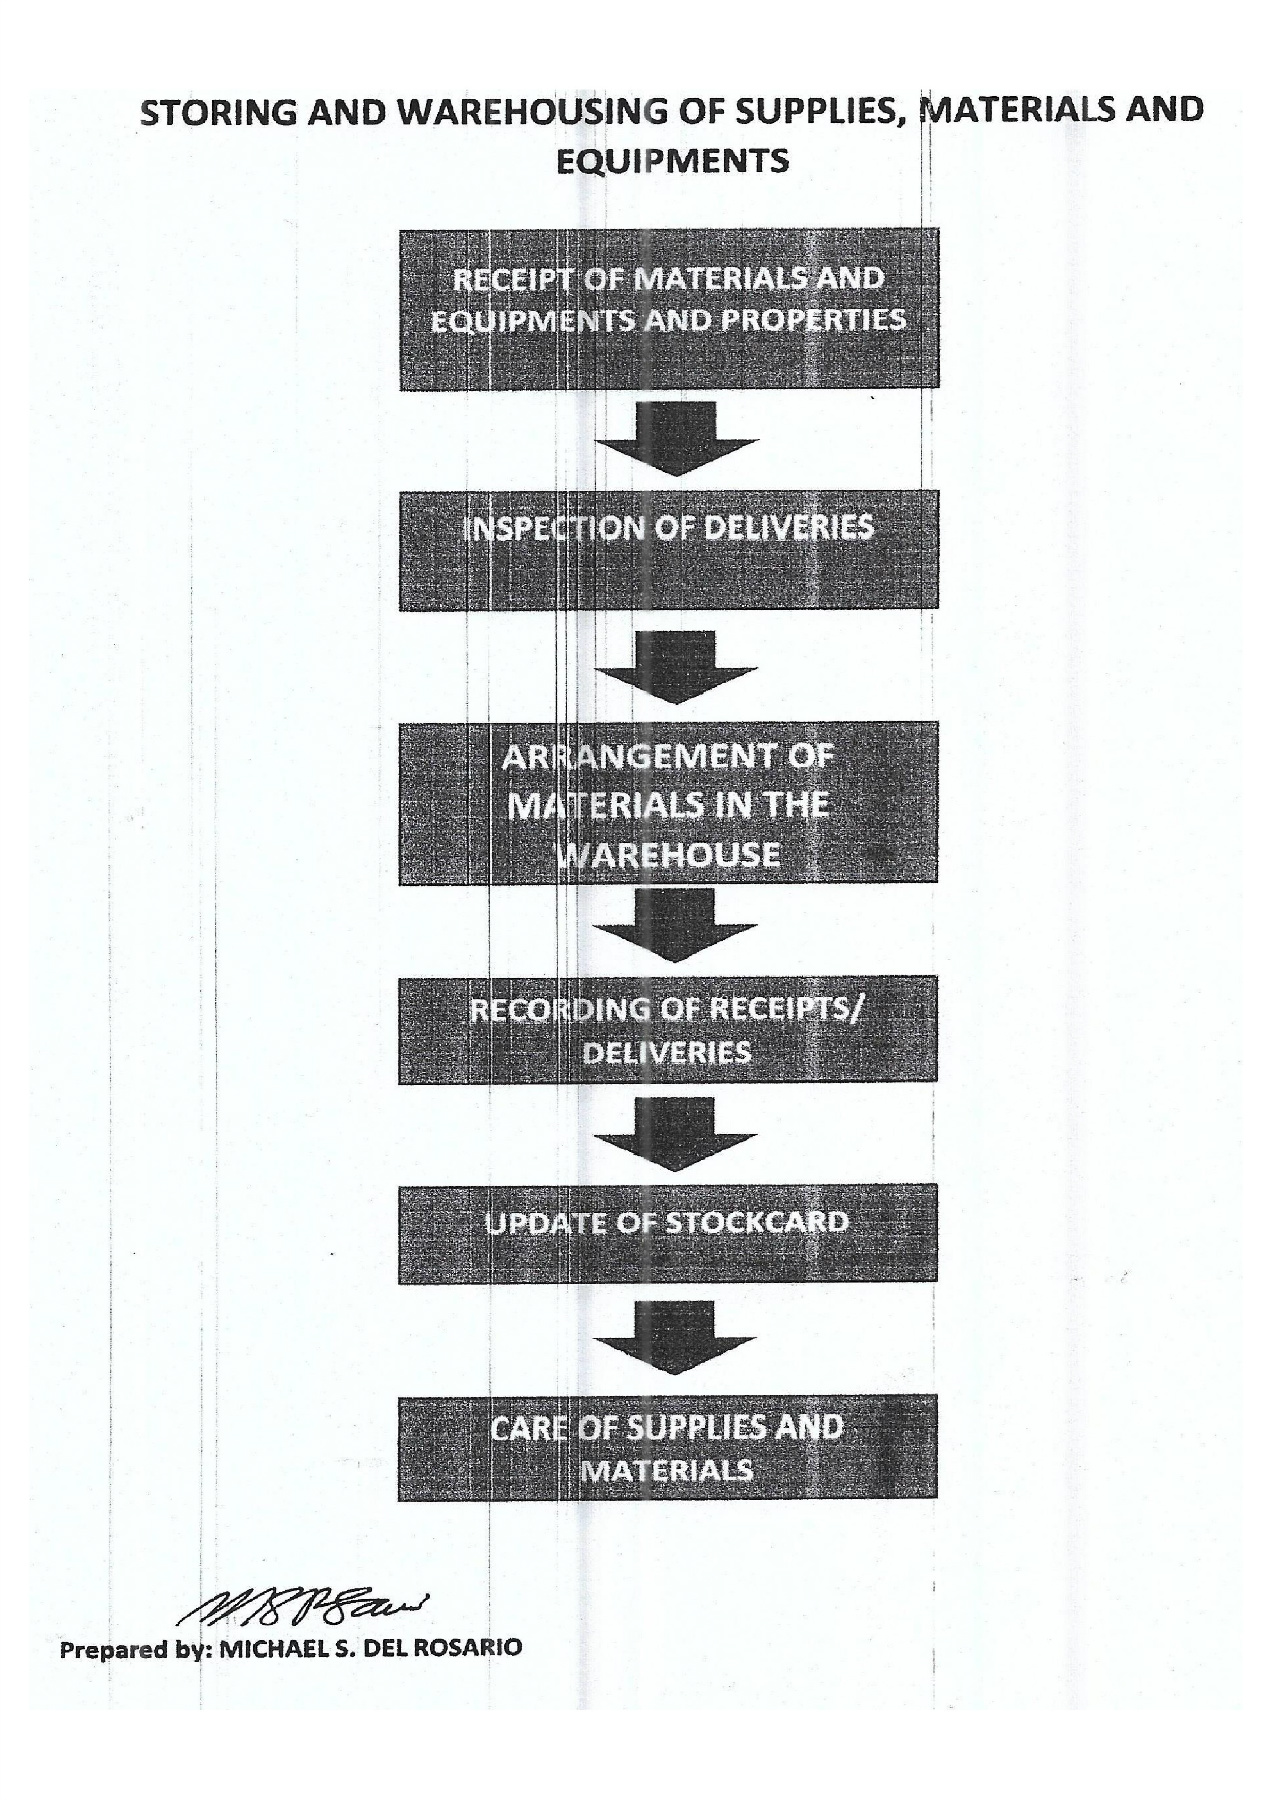 STORING AND WAREHOUSING OF SUPPLIES, MATERIALS AND
EQUIPMENTS
RECEIPT OF MATERIALS AND
EQUIPMENTS AND PROPERTIES
INSPECTION OF DELIVERIES
ARRANGEMENT OF
MATERIALS IN THE
WAREHOUSE
RECORDING OF RECEIPTS/
DELIVERIES
UPDATE OF STOCKCARD
CARE OF SUPPLIES AND
MATERIALS
Prepared by: MICHAEL S. DEL ROSARIO